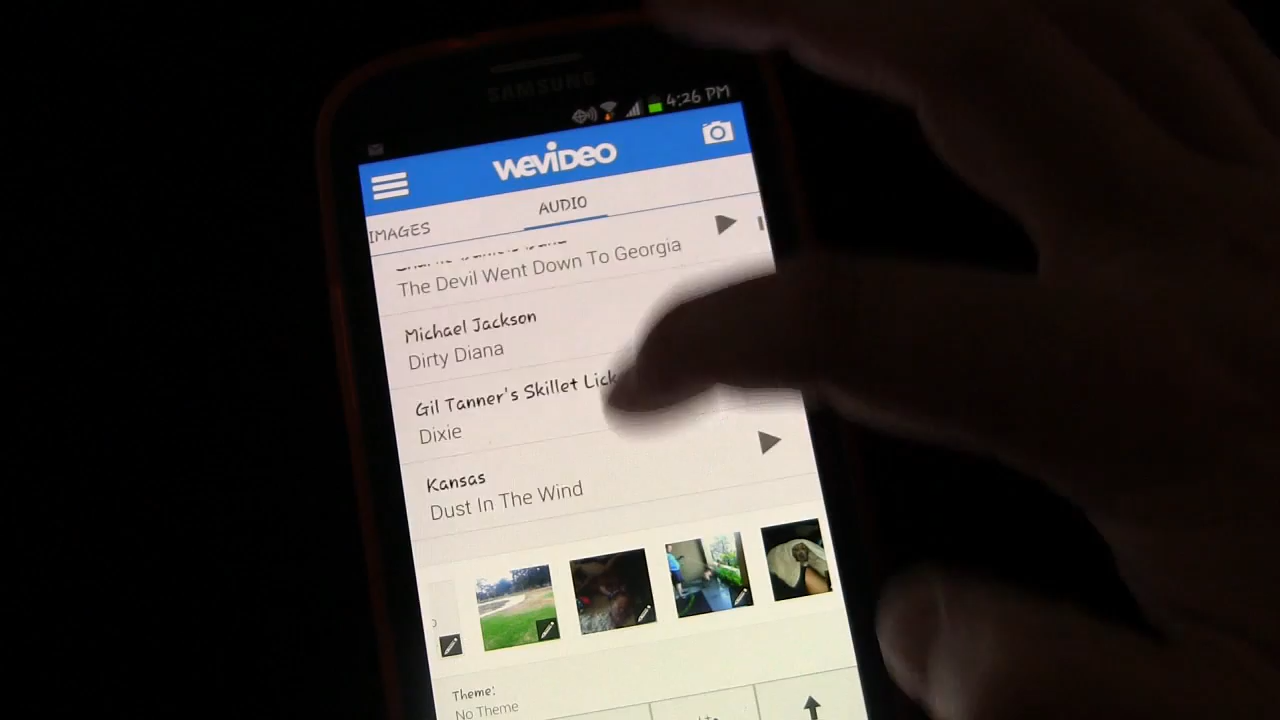 SAMSUNG
4:26 PM
WEVIDEO
IMAGES
AUDIO
The Devil Went Down To Georgia
Michael Jackson
Dirty Diana
Gid Tanner's Skillet Lick
Dixie
Kansas
Dust In The Wind
Theme:
No Theme